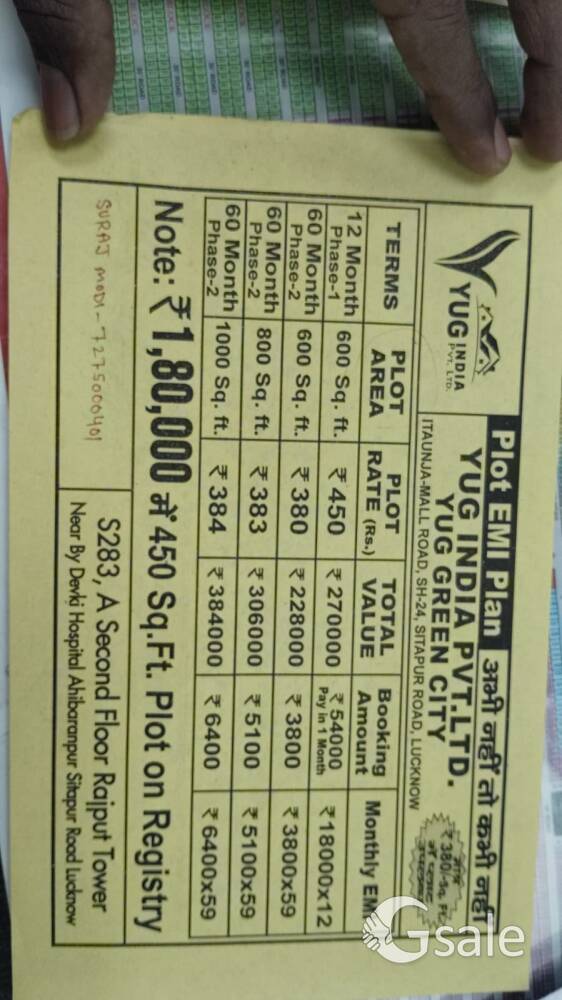 Plot EMI Plan अभी नहीं तो कभी नहीं
YUG INDIA PVT. LTD.
YUG INDIA PVT.LTD.
YUG GREEN CITY
ITAUNJA-MALL ROAD, SH-24, SITAPUR ROAD, LUCKNOW
मात्र
₹ 380/-Sq. Ft.
में प्लाट
उपलब्ध
TERMS PLOT AREA PLOT RATE (Rs.) TOTAL VALUE Booking Amount Monthly EMI
12 Month Phase-1 600 Sq. ft. ₹ 450 ₹ 270000 ₹ 54000 Pay in 1 Month ₹ 18000x12
60 Month Phase-2 600 Sq. ft. ₹ 380 ₹ 228000 ₹ 3800 ₹ 3800x59
60 Month Phase-2 800 Sq. ft. ₹ 383 ₹ 306000 ₹ 5100 ₹ 5100x59
60 Month Phase-2 1000 Sq. ft. ₹ 384 ₹ 384000 ₹ 6400 ₹ 6400x59
Note: ₹ 1,80,000 में 450 Sq.Ft. Plot on Registry
SURAJ MODI - 7275000401
S283, A Second Floor Rajput Tower
Near By Devki Hospital Ahibaranpur Sitapur Road Lucknow
Gsale